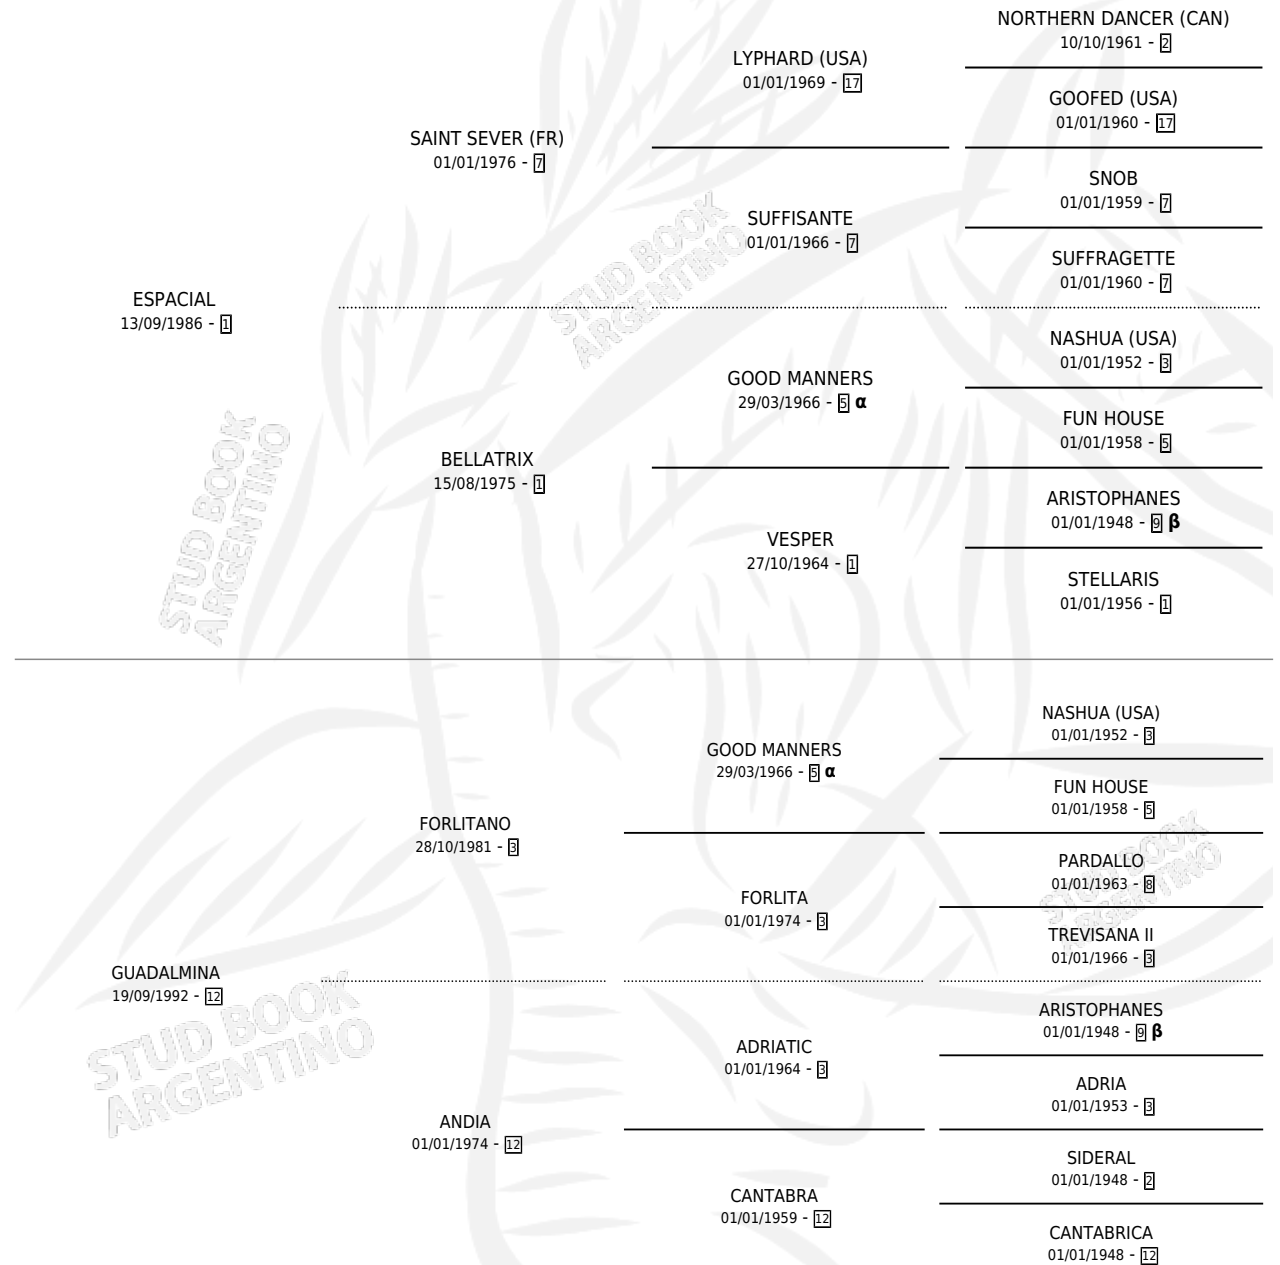 NORTHERN DANCER (CAN)
10/10/1961 - 2
LYPHARD (USA)
01/01/1969 - 17
GOOFED (USA)
01/01/1960 - 17
SAINT SEVER (FR)
01/01/1976 - 7
SNOB
01/01/1959 - 7
SUFFISANTE
01/01/1966 - 7
SUFFRAGETTE
01/01/1960 - 7
STUD BOOK
ARGENTINO
ESPACIAL
13/09/1986 - 1
NASHUA (USA)
01/01/1952 - 3
GOOD MANNERS
29/03/1966 - 5 α
FUN HOUSE
01/01/1958 - 5
BELLATRIX
15/08/1975 - 1
ARISTOPHANES
01/01/1948 - 9 β
VESPER
27/10/1964 - 1
STELLARIS
01/01/1956 - 1
STUD BOOK
ARGENTINO
NASHUA (USA)
01/01/1952 - 3
GOOD MANNERS
29/03/1966 - 5 α
FUN HOUSE
01/01/1958 - 5
FORLITANO
28/10/1981 - 3
PARDALLO
01/01/1963 - 8
FORLITA
01/01/1974 - 3
TREVISANA II
01/01/1966 - 3
STUD BOOK
ARGENTINO
GUADALMINA
19/09/1992 - 12
ARISTOPHANES
01/01/1948 - 9 β
ADRIATIC
01/01/1964 - 3
ADRIA
01/01/1953 - 3
STUD BOOK
ARGENTINO
ANDIA
01/01/1974 - 12
SIDERAL
01/01/1948 - 2
CANTABRA
01/01/1959 - 12
CANTABRICA
01/01/1948 - 12